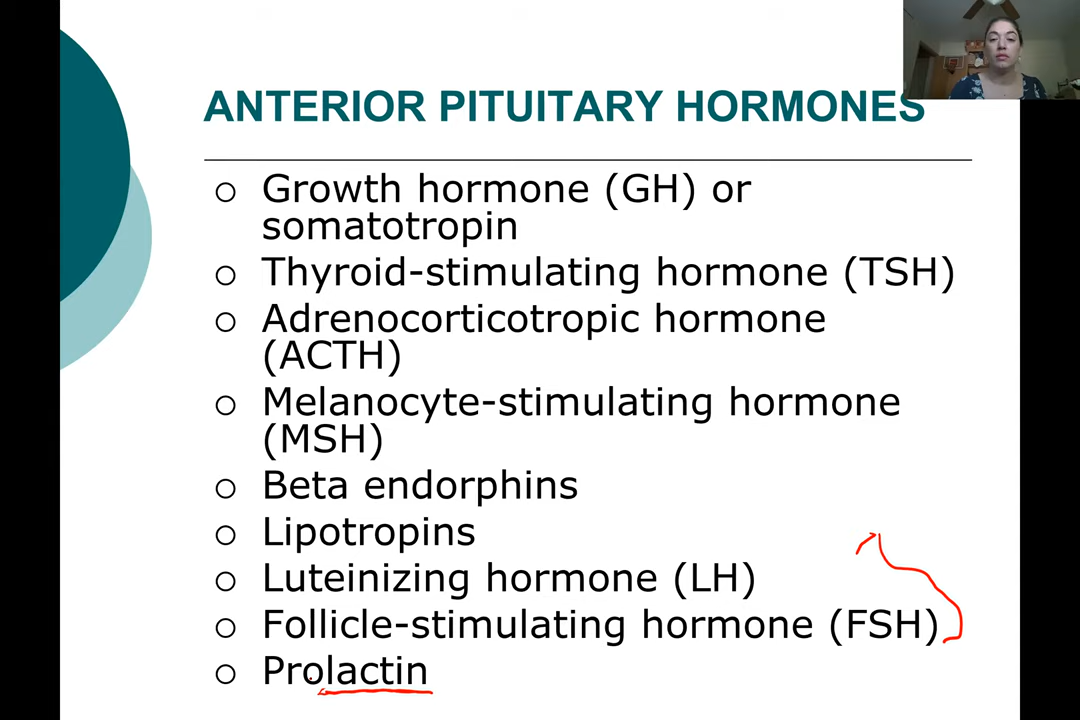 ANTERIOR PITUITARY HORMONES
Growth hormone (GH) or
somatotropin
Thyroid-stimulating hormone (TSH)
Adrenocorticotropic hormone
(ACTH)
Melanocyte-stimulating hormone
(MSH)
Beta endorphins
Lipotropins
Luteinizing hormone (LH)
Follicle-stimulating hormone (FSH)
Prolactin